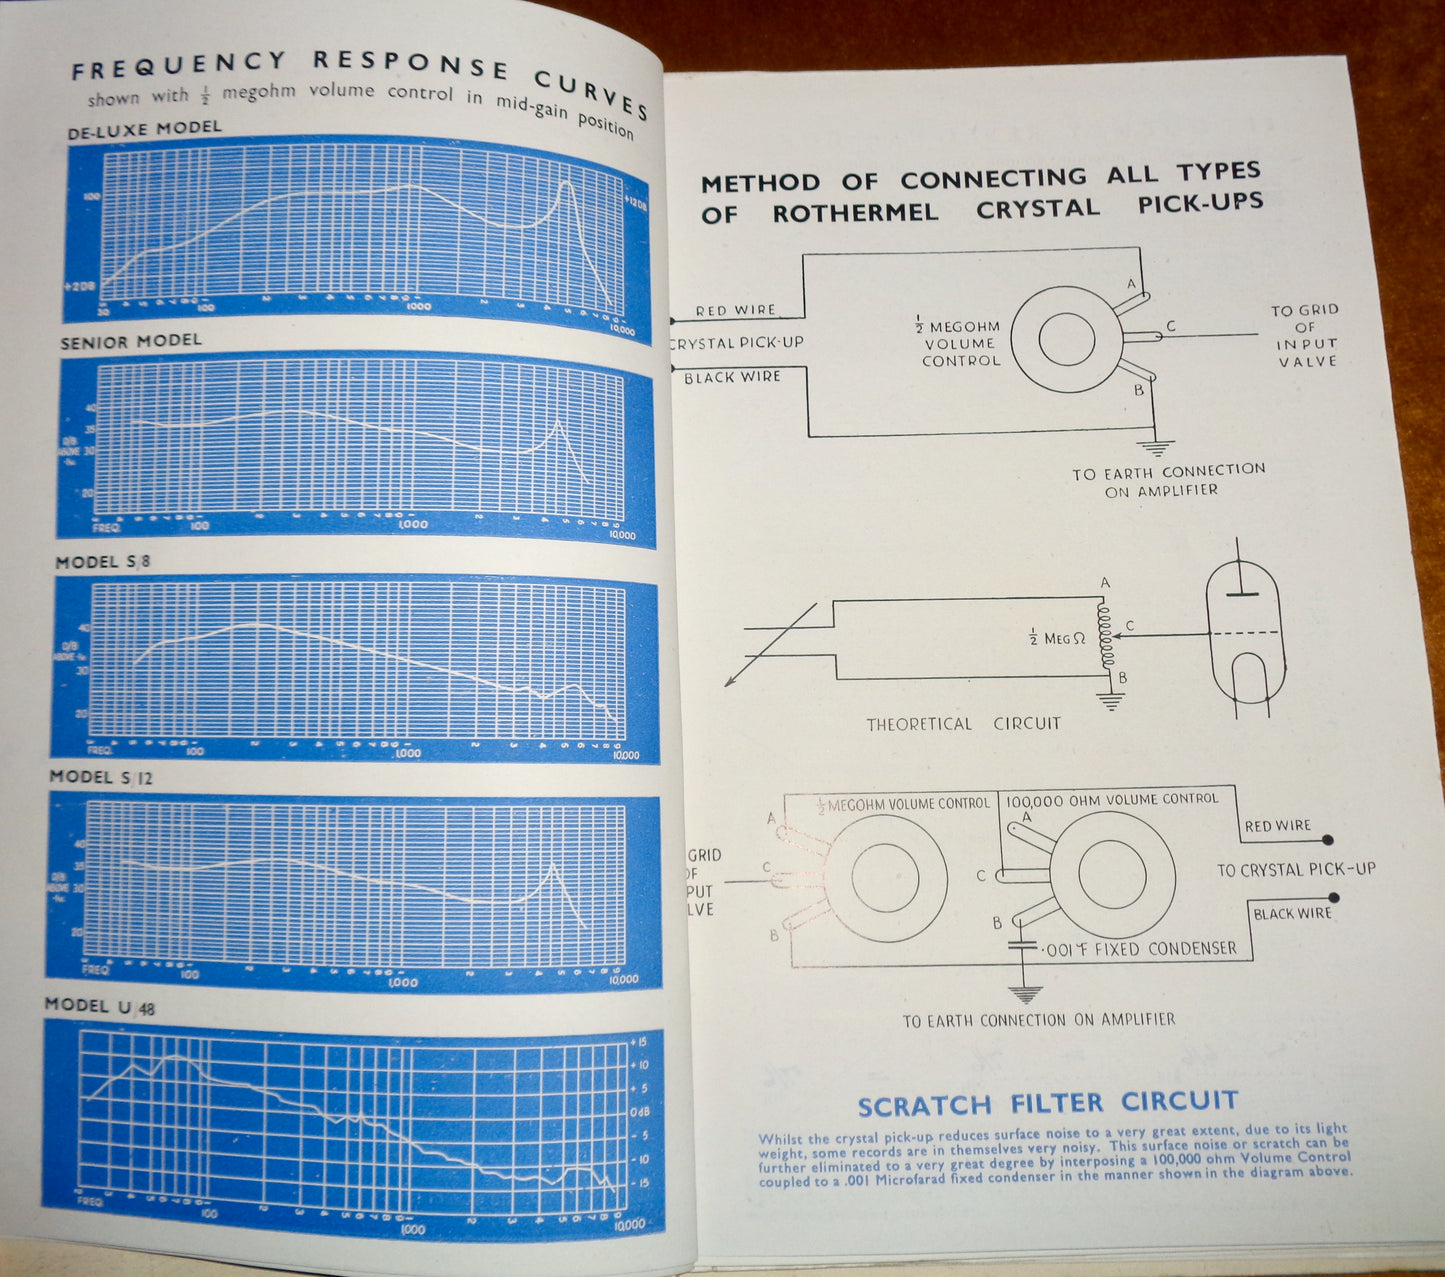 FREQUENCY RESPONSE CURVES
shown with ½ megohm volume control in mid-gain position
DE-LUXE MODEL
100
+12DB
+2DB
30
100
1000
10,000
SENIOR MODEL
40
35
D/B
ABOVE 30
20
FREQ.
100
1,000
10,000
MODEL S/8
40
D/B
ABOVE
30
20
FREQ.
100
1,000
10,000
MODEL S/12
40
35
D/B
ABOVE 30
20
FREQ
100
1,000
10,000
MODEL U/48
+15
+10
+5
0dB
-5
-10
-15
FREQ.
100
1000
10,000
METHOD OF CONNECTING ALL TYPES
OF ROTHERMEL CRYSTAL PICK-UPS
RED WIRE
CRYSTAL PICK-UP
BLACK WIRE
½ MEGOHM
VOLUME
CONTROL
A
C
B
TO GRID
OF
INPUT
VALVE
TO EARTH CONNECTION
ON AMPLIFIER
A
½ MEG Ω
C
B
THEORETICAL CIRCUIT
½ MEGOHM VOLUME CONTROL
100,000 OHM VOLUME CONTROL
A
C
B
A
C
B
GRID
OF
PUT
LVE
RED WIRE
TO CRYSTAL PICK-UP
BLACK WIRE
FIXED CONDENSER
TO EARTH CONNECTION ON AMPLIFIER
SCRATCH FILTER CIRCUIT
Whilst the crystal pick-up reduces surface noise to a very great extent, due to its light
weight, some records are in themselves very noisy. This surface noise or scratch can be
further eliminated to a very great degree by interposing a 100,000 ohm Volume Control
coupled to a .001 Microfarad fixed condenser in the manner shown in the diagram above.